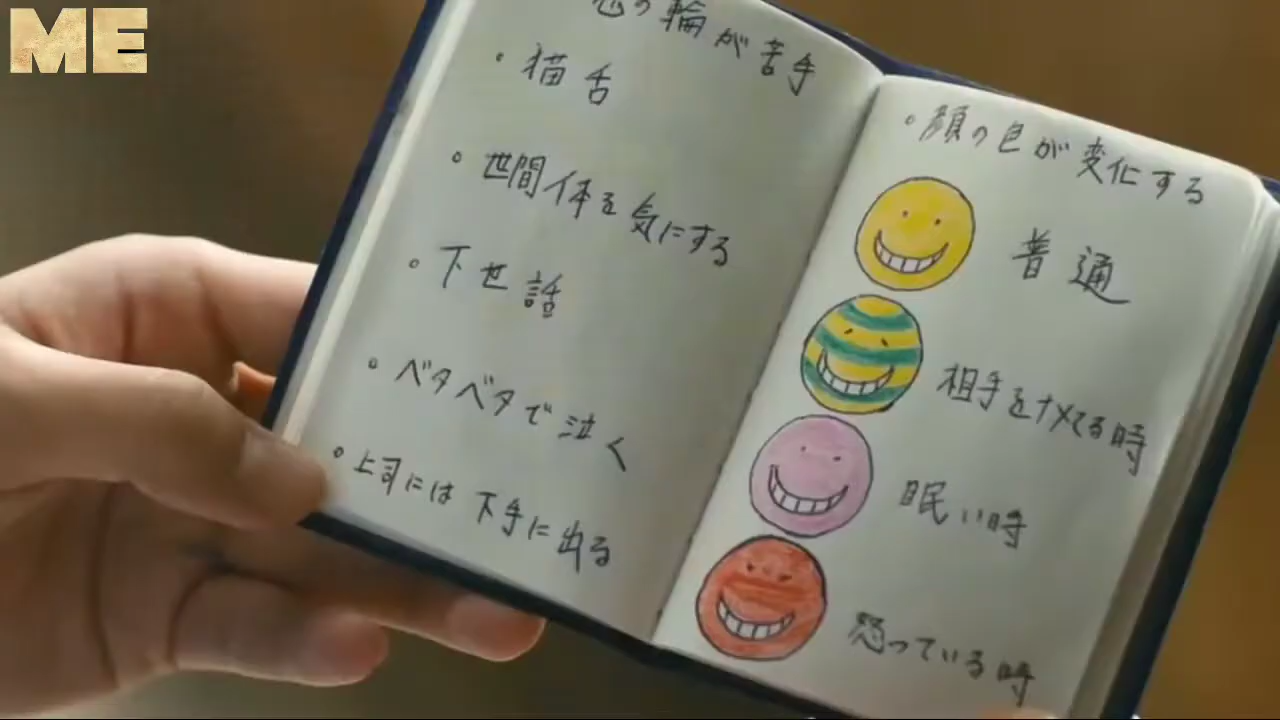 ME
の輪が苦手
。猫舌
。世間体を気にする
。下世話
。ベタベタで泣く
。上司には下手に出る
。顔の色が変化する
普通
相手をナメてる時
眠い時
怒っている時